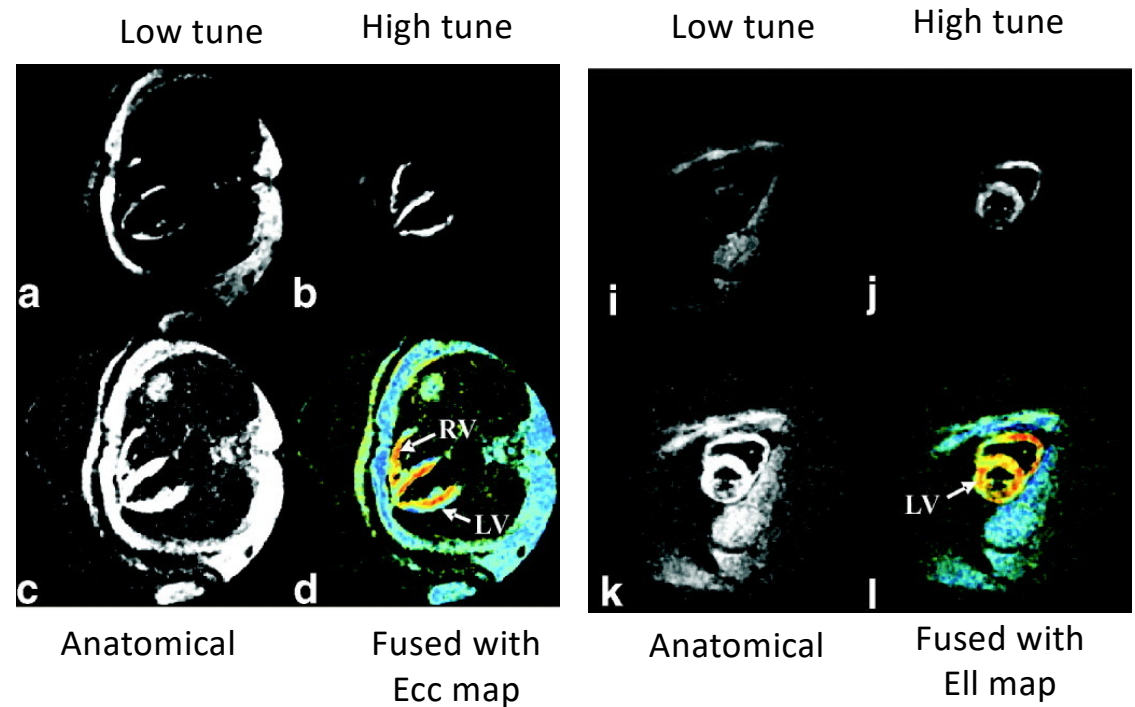 Low tune
High tune
Low tune
High tune
a
b
i
j
RV
LV
LV
c
d
k
l
Anatomical
Fused with
Ecc map
Anatomical
Fused with
Ell map